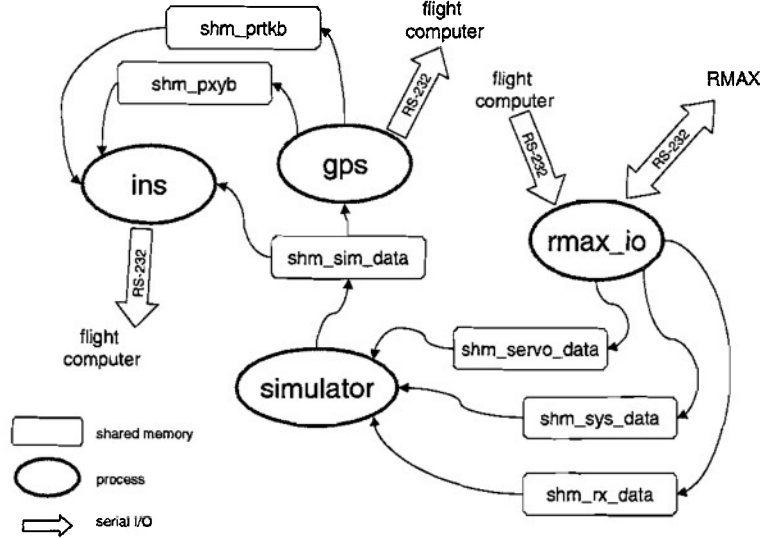 flight
computer
shm_prtkb
RS-232
shm_pxyb
flight
computer
RMAX
RS-232
RS-232
gps
ins
rmax_io
RS-232
shm_sim_data
flight
computer
shm_servo_data
simulator
shm_sys_data
shared memory
process
shm_rx_data
serial I/O